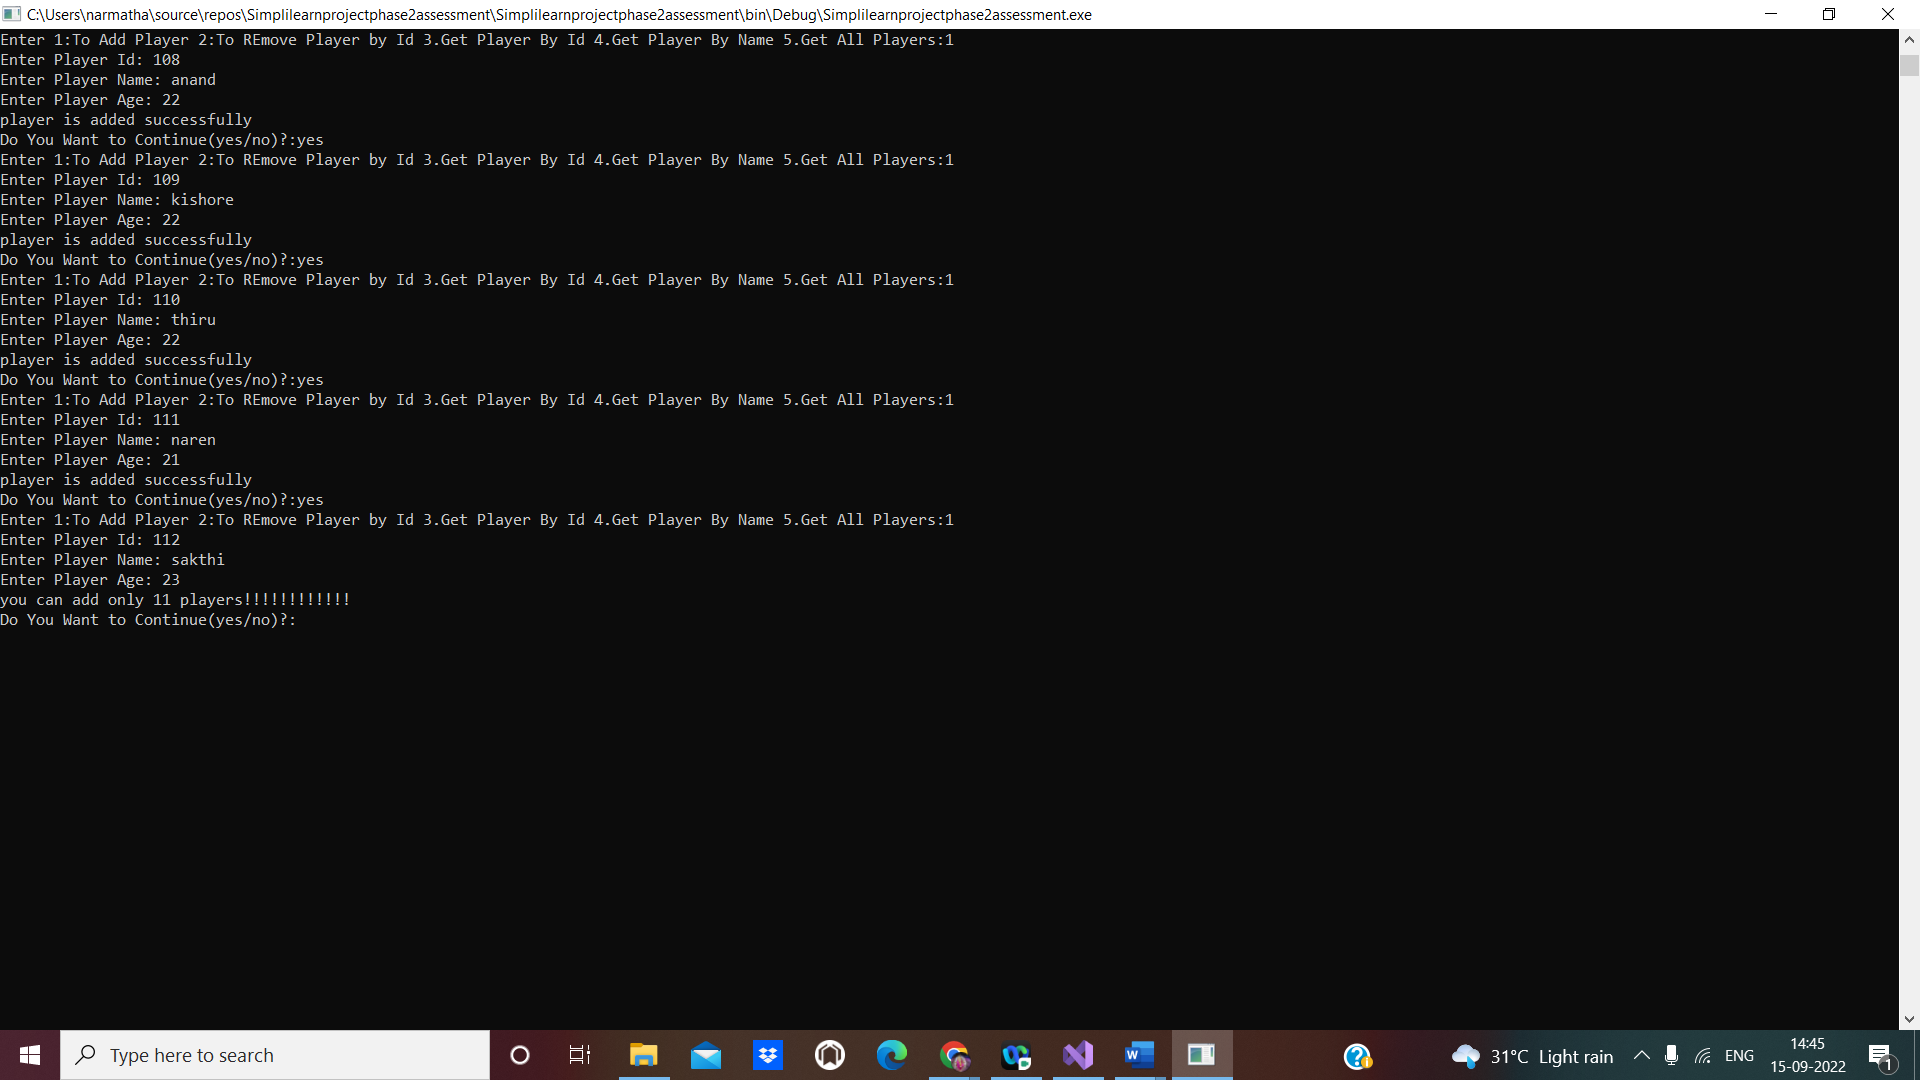 C:\Users\narmatha\source\repos\Simplilearnprojectphase2assessment\Simplilearnprojectphase2assessment\bin\Debug\Simplilearnprojectphase2assessment.exe
Enter 1:To Add Player 2:To REmove Player by Id 3.Get Player By Id 4.Get Player By Name 5.Get All Players:1
Enter Player Id: 108
Enter Player Name: anand
Enter Player Age: 22
player is added successfully
Do You Want to Continue(yes/no)?:yes
Enter 1:To Add Player 2:To REmove Player by Id 3.Get Player By Id 4.Get Player By Name 5.Get All Players:1
Enter Player Id: 109
Enter Player Name: kishore
Enter Player Age: 22
player is added successfully
Do You Want to Continue(yes/no)?:yes
Enter 1:To Add Player 2:To REmove Player by Id 3.Get Player By Id 4.Get Player By Name 5.Get All Players:1
Enter Player Id: 110
Enter Player Name: thiru
Enter Player Age: 22
player is added successfully
Do You Want to Continue(yes/no)?:yes
Enter 1:To Add Player 2:To REmove Player by Id 3.Get Player By Id 4.Get Player By Name 5.Get All Players:1
Enter Player Id: 111
Enter Player Name: naren
Enter Player Age: 21
player is added successfully
Do You Want to Continue(yes/no)?:yes
Enter 1:To Add Player 2:To REmove Player by Id 3.Get Player By Id 4.Get Player By Name 5.Get All Players:1
Enter Player Id: 112
Enter Player Name: sakthi
Enter Player Age: 23
you can add only 11 players!!!!!!!!!!!!
Do You Want to Continue(yes/no)?:
Type here to search
31°C Light rain
ENG
14:45
15-09-2022
1